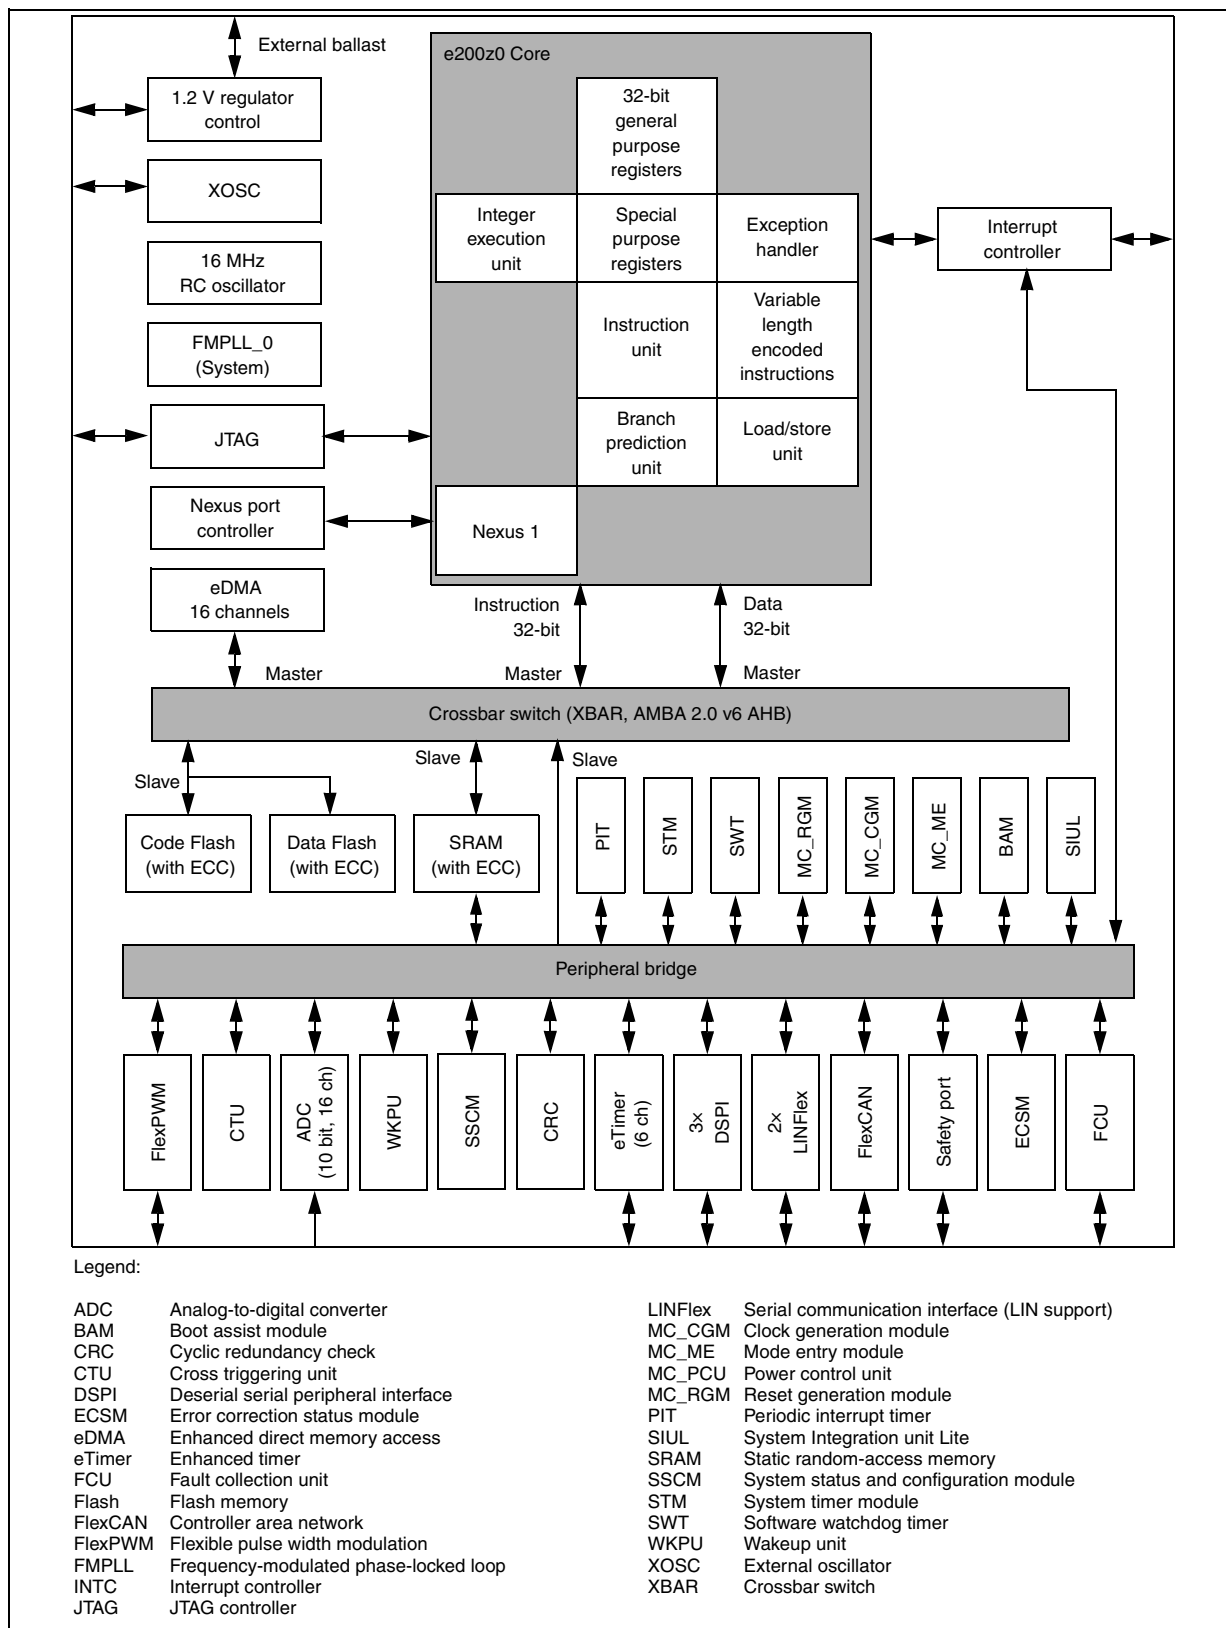 External ballast
1.2 V regulator
control
XOSC
16 MHz
RC oscillator
FMPLL_0
(System)
JTAG
Nexus port
controller
eDMA
16 channels
e200z0 Core
32-bit
general
purpose
registers
Integer
execution
unit
Special
purpose
registers
Exception
handler
Instruction
unit
Variable
length
encoded
instructions
Branch
prediction
unit
Load/store
unit
Nexus 1
Interrupt
controller
Instruction
32-bit
Data
32-bit
Master
Master
Master
Crossbar switch (XBAR, AMBA 2.0 v6 AHB)
Slave
Slave
Slave
Code Flash
(with ECC)
Data Flash
(with ECC)
SRAM
(with ECC)
PIT
STM
SWT
MC_RGM
MC_CGM
MC_ME
BAM
SIUL
Peripheral bridge
FlexPWM
CTU
ADC
(10 bit, 16 ch)
WKPU
SSCM
CRC
eTimer
(6 ch)
3×
DSPI
2×
LINFlex
FlexCAN
Safety port
ECSM
FCU
Legend:
ADC Analog-to-digital converter
BAM Boot assist module
CRC Cyclic redundancy check
CTU Cross triggering unit
DSPI Deserial serial peripheral interface
ECSM Error correction status module
eDMA Enhanced direct memory access
eTimer Enhanced timer
FCU Fault collection unit
Flash Flash memory
FlexCAN Controller area network
FlexPWM Flexible pulse width modulation
FMPLL Frequency-modulated phase-locked loop
INTC Interrupt controller
JTAG JTAG controller
LINFlex Serial communication interface (LIN support)
MC_CGM Clock generation module
MC_ME Mode entry module
MC_PCU Power control unit
MC_RGM Reset generation module
PIT Periodic interrupt timer
SIUL System Integration unit Lite
SRAM Static random-access memory
SSCM System status and configuration module
STM System timer module
SWT Software watchdog timer
WKPU Wakeup unit
XOSC External oscillator
XBAR Crossbar switch